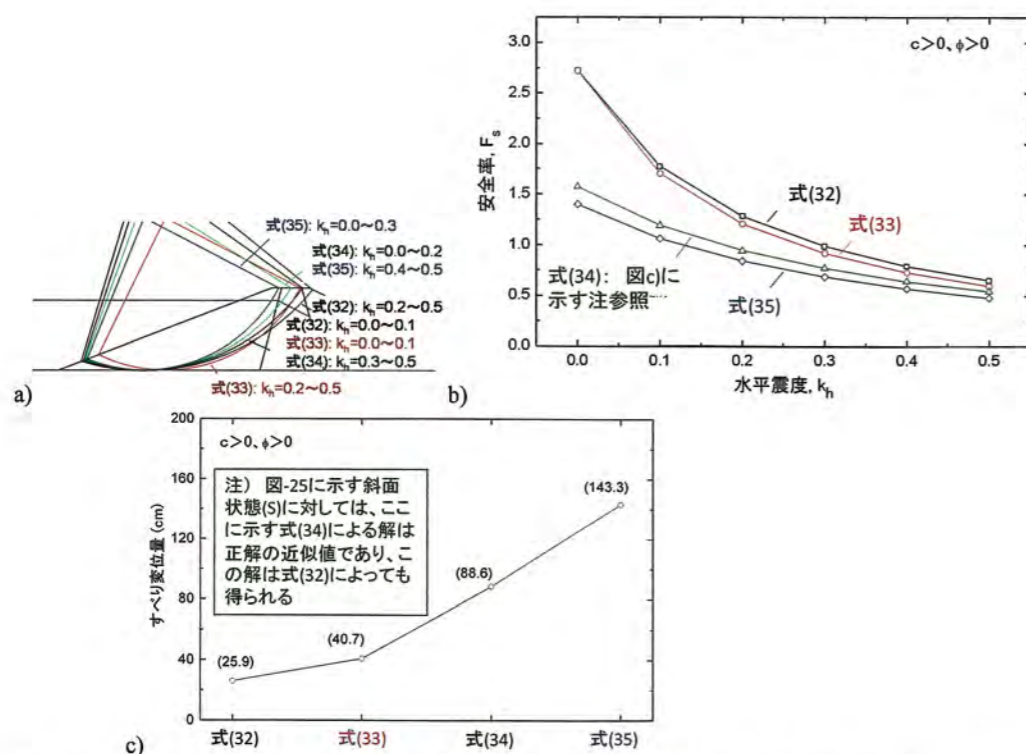 式(35): kh=0.0～0.3
式(34): kh=0.0～0.2
式(35): kh=0.4～0.5
式(32): kh=0.2～0.5
式(32): kh=0.0～0.1
式(33): kh=0.0～0.1
式(34): kh=0.3～0.5
式(33): kh=0.2～0.5
a)
c>0、φ>0
3.0
2.5
2.0
1.5
1.0
0.5
0.0
安全率, Fs
式(32)
式(33)
式(34): 図c)に
示す注参照
式(35)
0.0 0.1 0.2 0.3 0.4 0.5
水平震度, kh
b)
200
160
120
80
40
0
すべり変位量 (cm)
c>0、φ>0
注） 図-25に示す斜面
状態(S)に対しては、ここ
に示す式(34)による解は
正解の近似値であり、こ
の解は式(32)によっても
得られる
(25.9)
(40.7)
(88.6)
(143.3)
式(32) 式(33) 式(34) 式(35)
c)